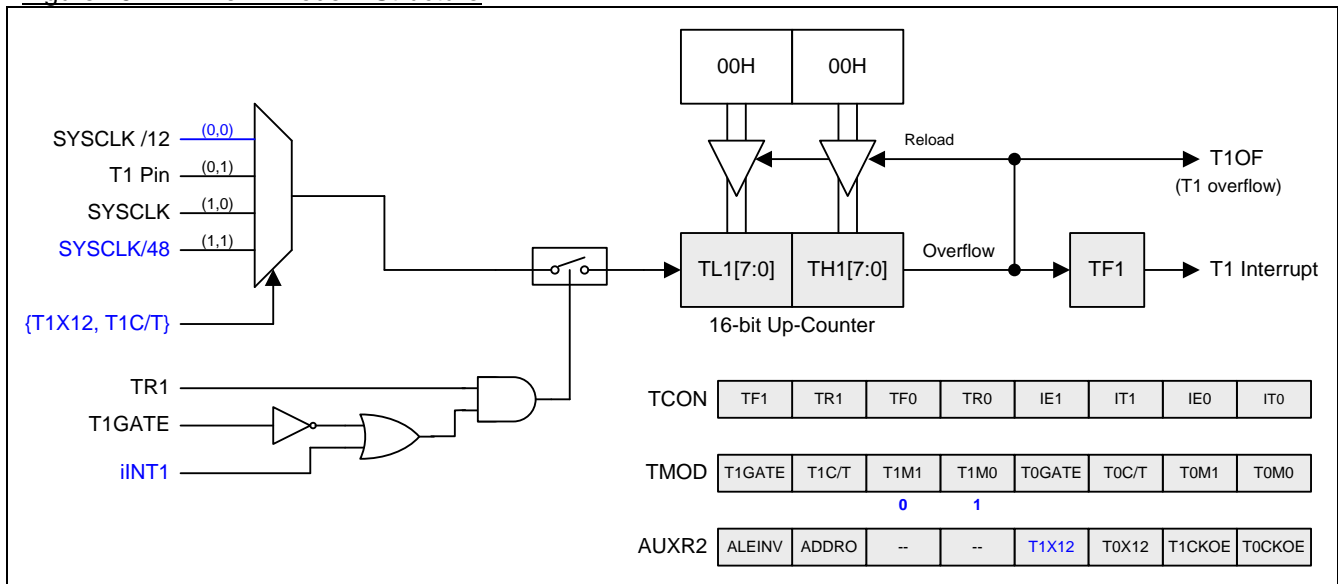 00H 00H
SYSCLK /12 (0,0)
T1 Pin (0,1)
SYSCLK (1,0)
SYSCLK/48 (1,1)
{T1X12, T1C/T}
Reload
T1OF
(T1 overflow)
TL1[7:0] TH1[7:0] Overflow TF1 T1 Interrupt
16-bit Up-Counter
TR1
T1GATE
iINT1
TCON TF1 TR1 TF0 TR0 IE1 IT1 IE0 IT0
TMOD T1GATE T1C/T T1M1 T1M0 T0GATE T0C/T T0M1 T0M0
0 1
AUXR2 ALEINV ADDRO -- -- T1X12 T0X12 T1CKOE T0CKOE